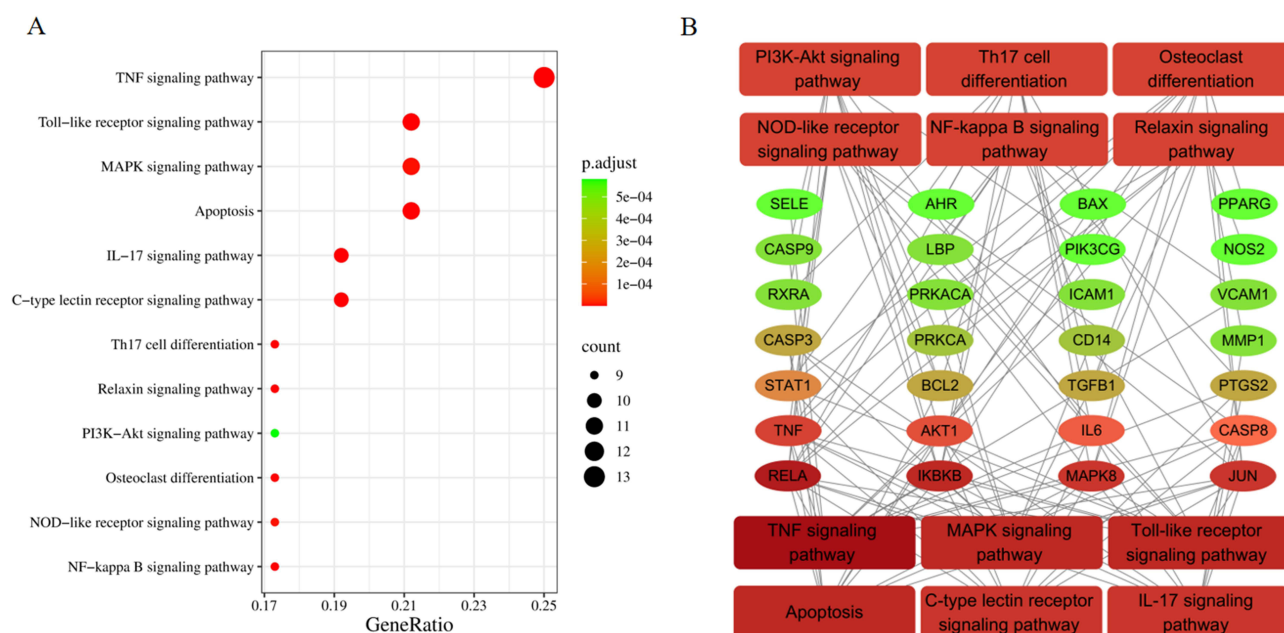 A
TNF signaling pathway
Toll−like receptor signaling pathway
MAPK signaling pathway
Apoptosis
IL−17 signaling pathway
C−type lectin receptor signaling pathway
Th17 cell differentiation
Relaxin signaling pathway
PI3K−Akt signaling pathway
Osteoclast differentiation
NOD−like receptor signaling pathway
NF−kappa B signaling pathway
0.17 0.19 0.21 0.23 0.25
GeneRatio
p.adjust
5e−04
4e−04
3e−04
2e−04
1e−04
count
9
10
11
12
13
B
PI3K-Akt signaling
pathway
Th17 cell
differentiation
Osteoclast
differentiation
NOD-like receptor
signaling pathway
NF-kappa B signaling
pathway
Relaxin signaling
pathway
SELE AHR BAX PPARG
CASP9 LBP PIK3CG NOS2
RXRA PRKACA ICAM1 VCAM1
CASP3 PRKCA CD14 MMP1
STAT1 BCL2 TGFB1 PTGS2
TNF AKT1 IL6 CASP8
RELA IKBKB MAPK8 JUN
TNF signaling
pathway
MAPK signaling
pathway
Toll-like receptor
signaling pathway
Apoptosis
C-type lectin receptor
signaling pathway
IL-17 signaling
pathway